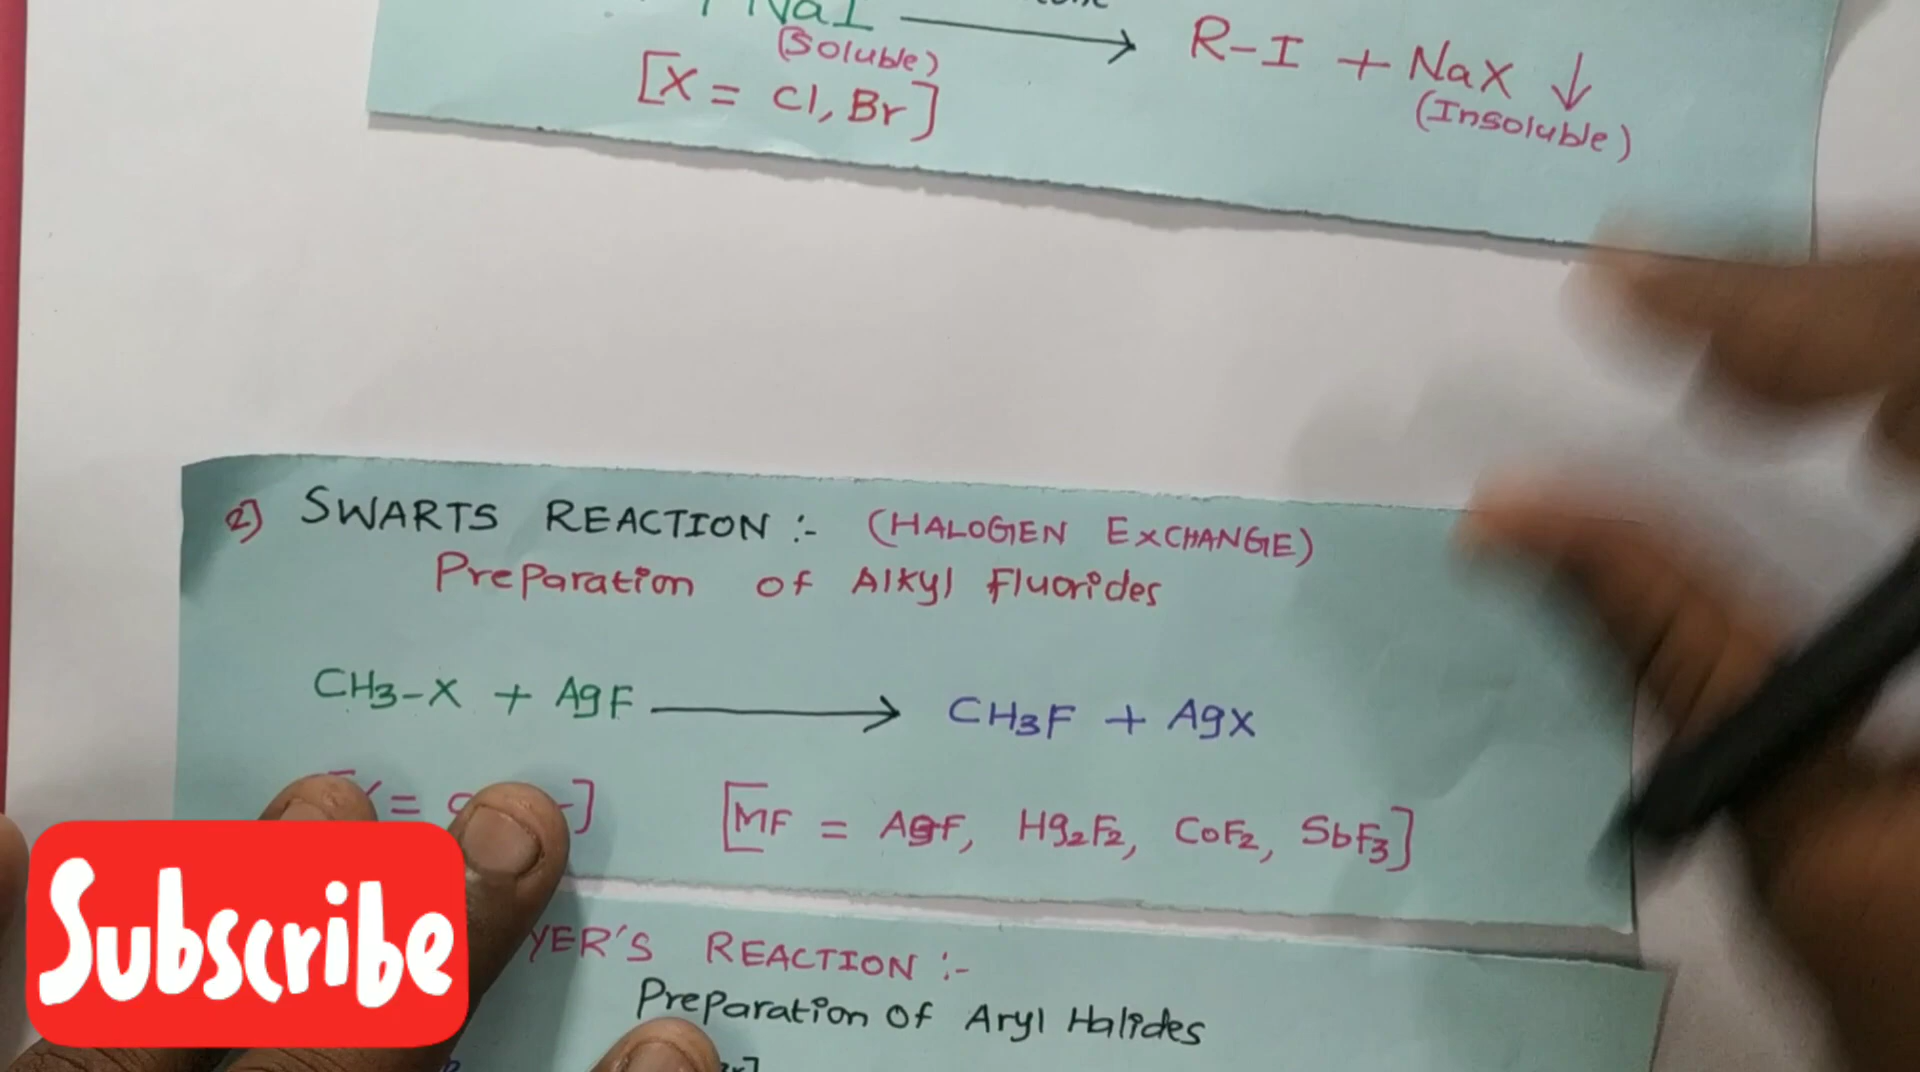 NaI → R-I + NaX ↓
(Soluble)
(Insoluble)
[X = Cl, Br]
2) SWARTS REACTION :- (HALOGEN EXCHANGE)
Preparation of Alkyl Fluorides
CH3-X + AgF → CH3F + AgX
[MF = AgF, Hg2F2, CoF2, SbF3]
YER'S REACTION :-
Preparation Of Aryl Halides
Subscribe